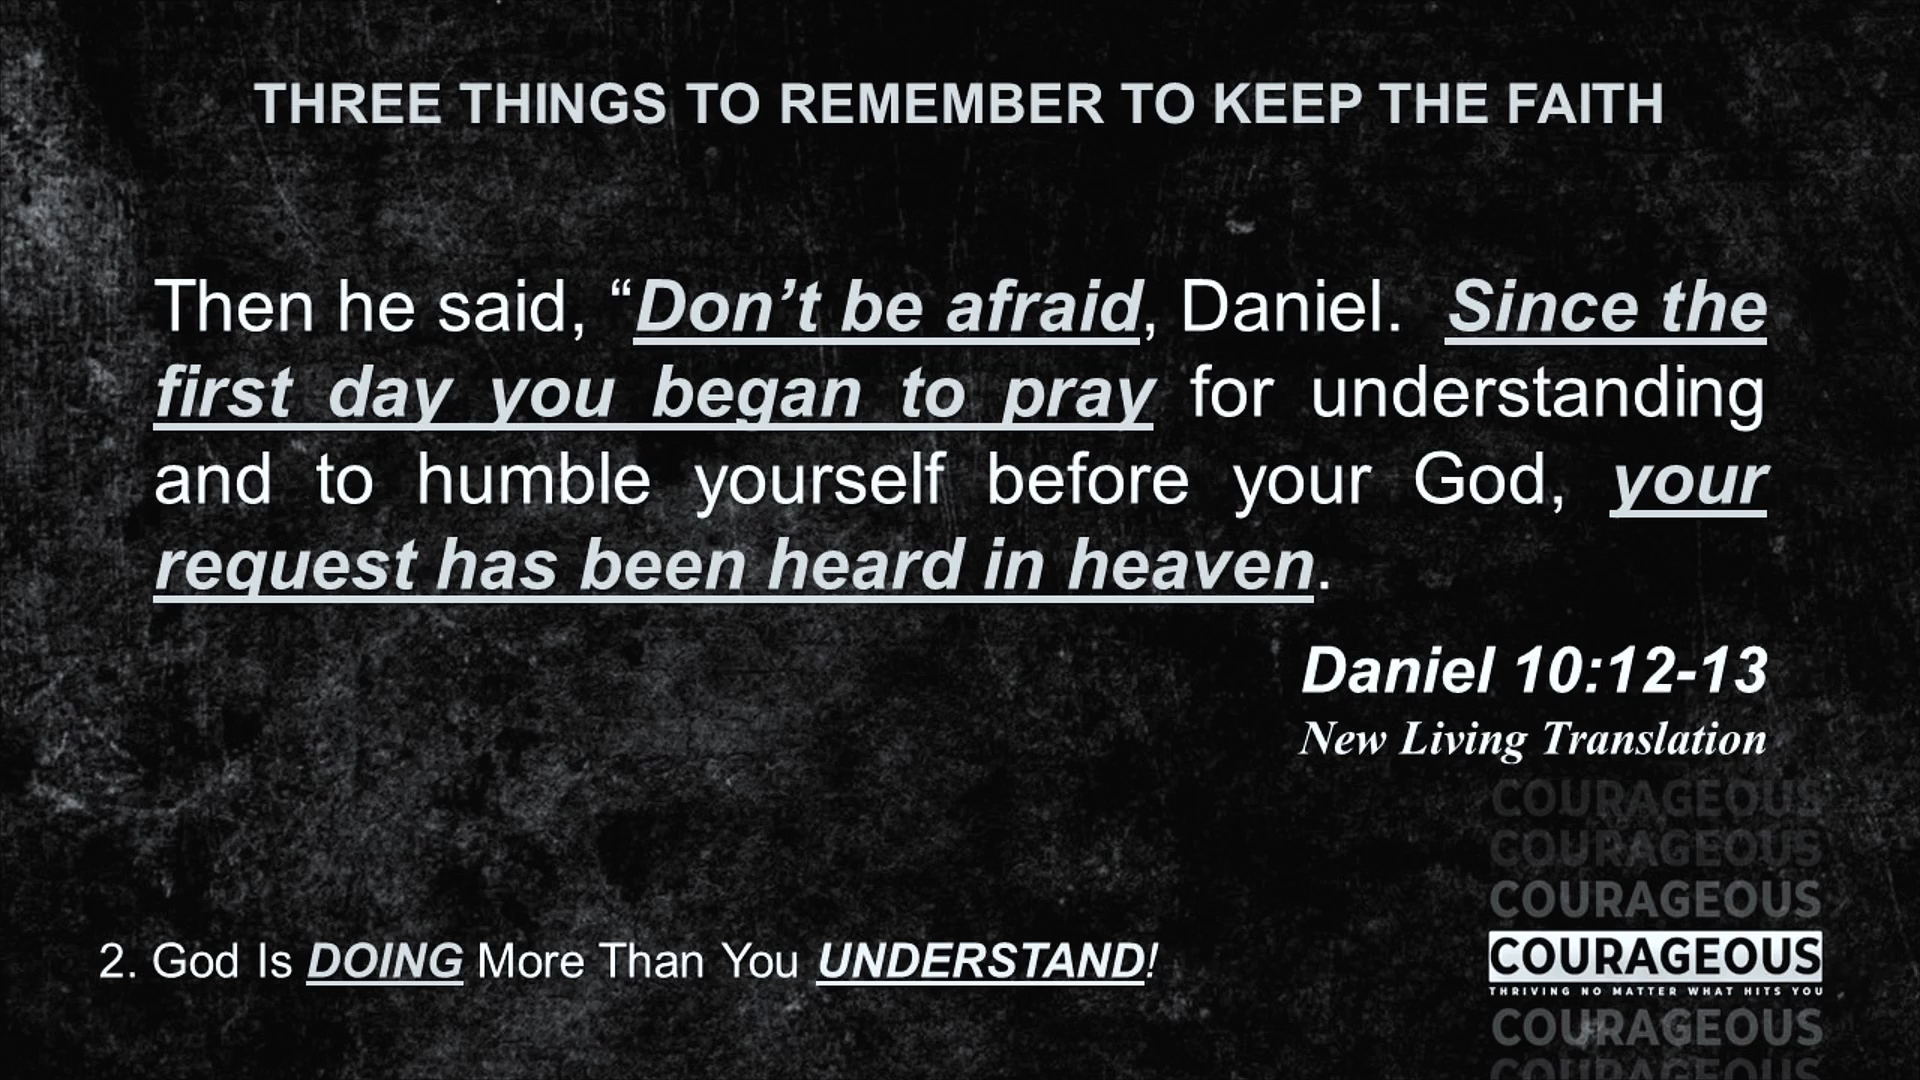 THREE THINGS TO REMEMBER TO KEEP THE FAITH
Then he said, “Don’t be afraid, Daniel. Since the
first day you began to pray for understanding
and to humble yourself before your God, your
request has been heard in heaven.
Daniel 10:12-13
New Living Translation
COURAGEOUS
COURAGEOUS
COURAGEOUS
2. God Is DOING More Than You UNDERSTAND!
COURAGEOUS
THRIVING NO MATTER WHAT HITS YOU
COURAGEOUS
COURAGEOUS